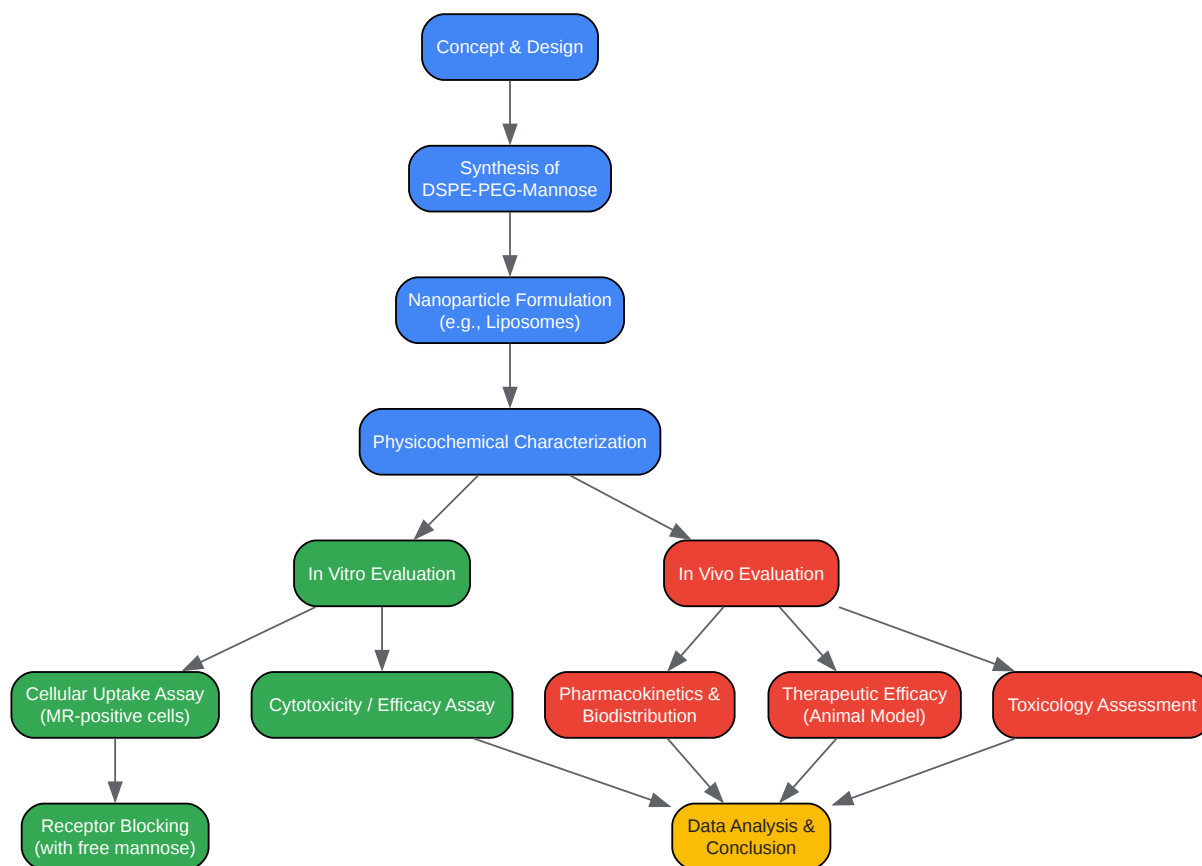 Concept & Design
Synthesis of
DSPE-PEG-Mannose
Nanoparticle Formulation
(e.g., Liposomes)
Physicochemical Characterization
In Vitro Evaluation
In Vivo Evaluation
Cellular Uptake Assay
(MR-positive cells)
Cytotoxicity / Efficacy Assay
Pharmacokinetics &
Biodistribution
Therapeutic Efficacy
(Animal Model)
Toxicology Assessment
Receptor Blocking
(with free mannose)
Data Analysis &
Conclusion